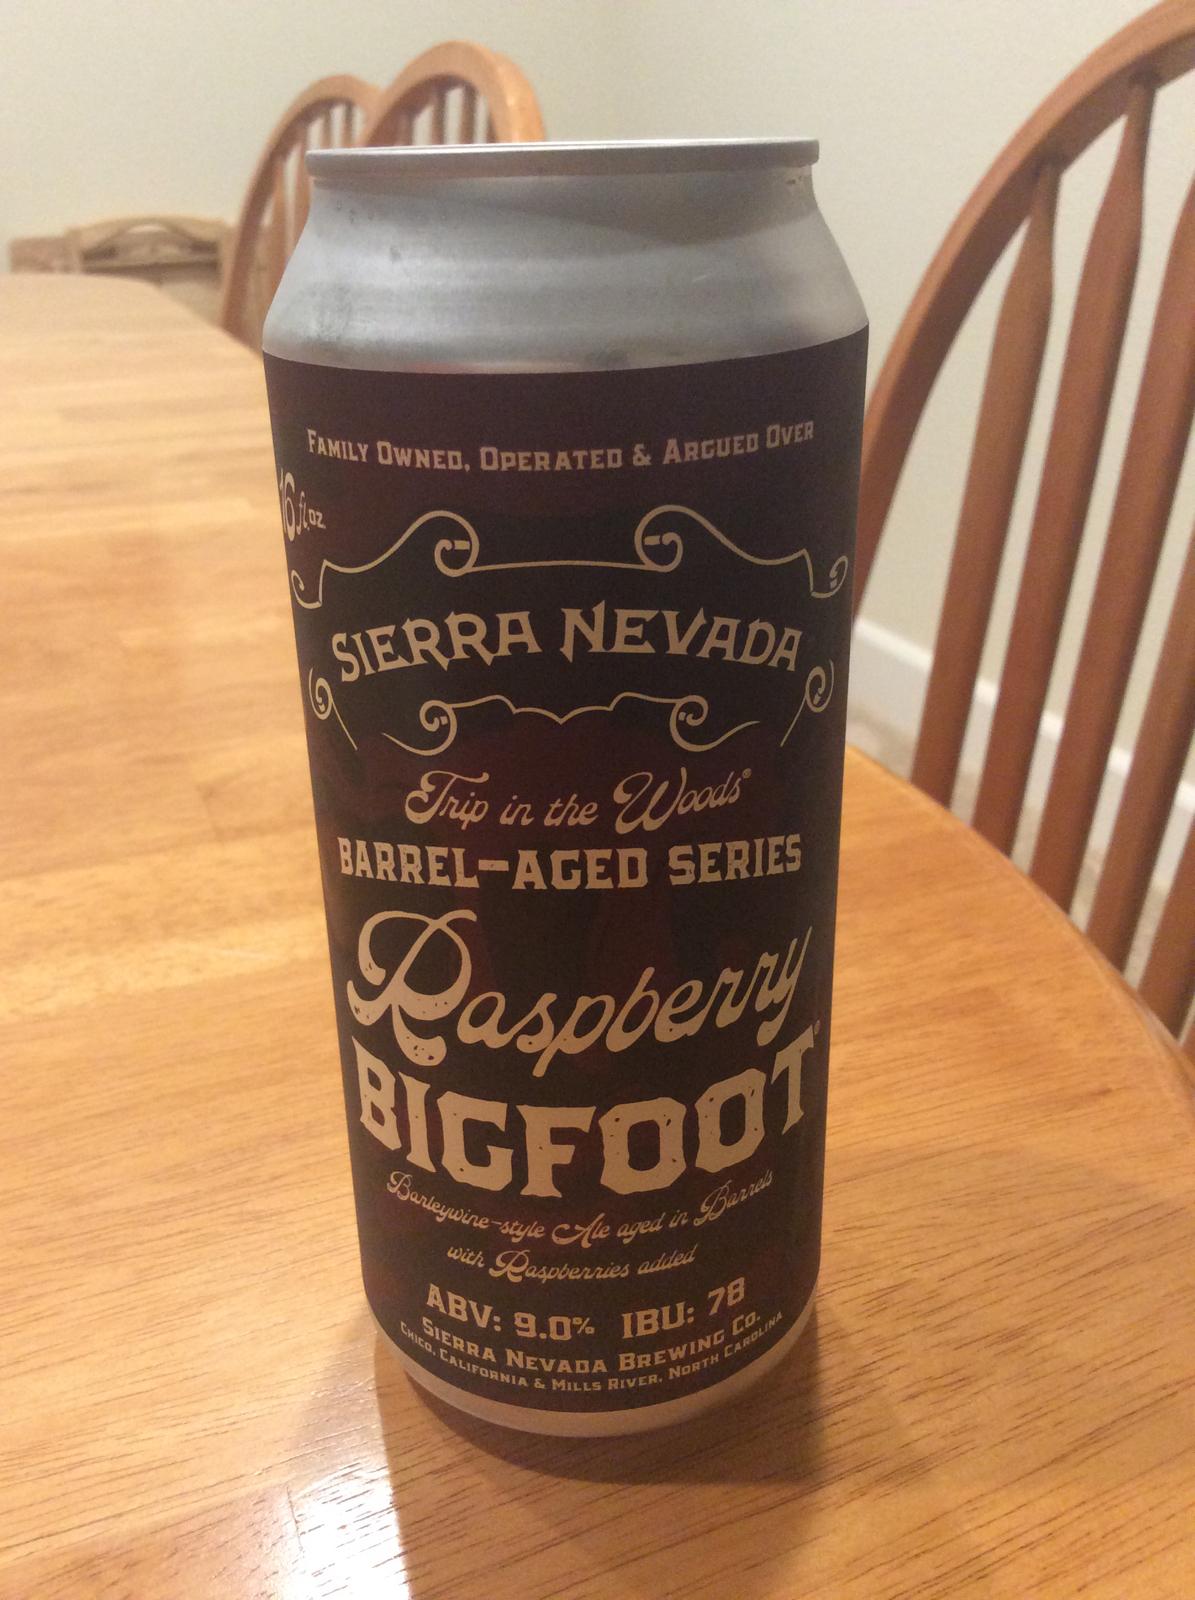 Family Owned, Operated & Argued Over
16 fl.oz.
SIERRA NEVADA
Trip in the Woods®
BARREL-AGED SERIES
Raspberry
BIGFOOT®
Barleywine-style Ale aged in Barrels
with Raspberries added
ABV: 9.0% IBU: 78
Sierra Nevada Brewing Co.
Chico, California & Mills River, North Carolina